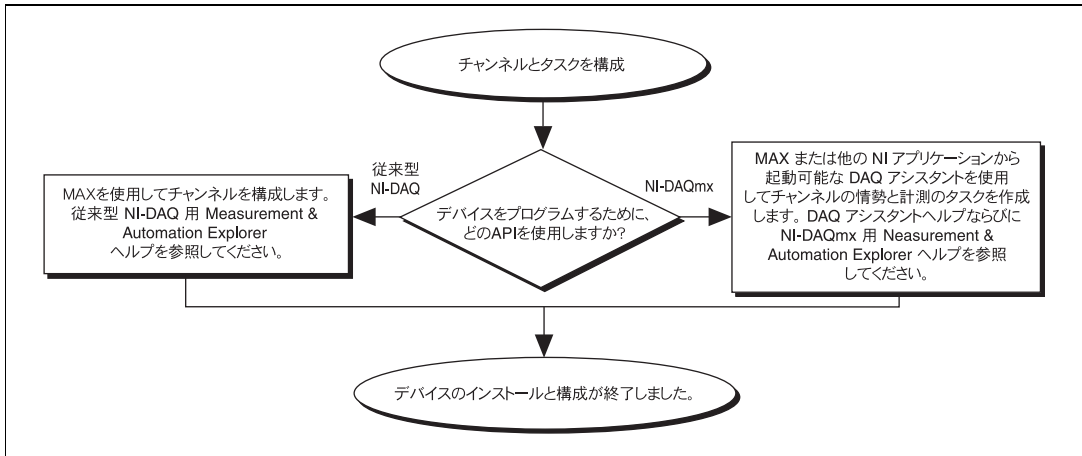 チャンネルとタスクを構成
従来型
NI-DAQ
NI-DAQmx
デバイスをプログラムするために、
どのAPIを使用しますか?
MAXを使用してチャンネルを構成します。
従来型 NI-DAQ 用 Measurement &
Automation Explorer
ヘルプを参照してください。
MAX または他の NI アプリケーションから
起動可能な DAQ アシスタントを使用
してチャンネルの情勢と計測のタスクを作成
します。DAQ アシスタントヘルプならびに
NI-DAQmx 用 Neasurement &
Automation Explorer ヘルプを参照
してください。
デバイスのインストールと構成が終了しました。